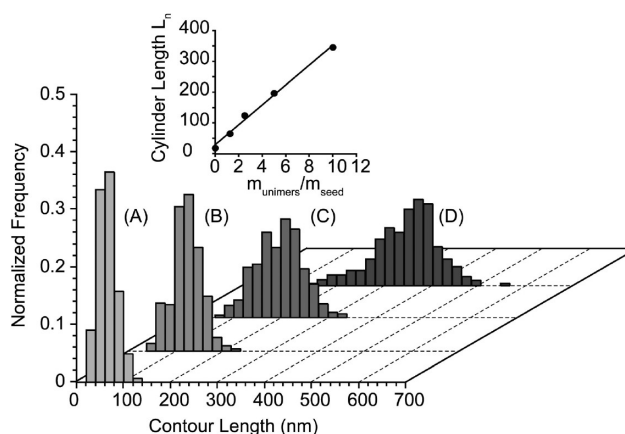 Cylinder Length Lₙ
400
300
200
100
0
0 2 4 6 8 10 12
m_unimers/m_seed
Normalized Frequency
0.5
0.4
0.3
0.2
0.1
0
(A)
(B)
(C)
(D)
0 100 200 300 400 500 600 700
Contour Length (nm)